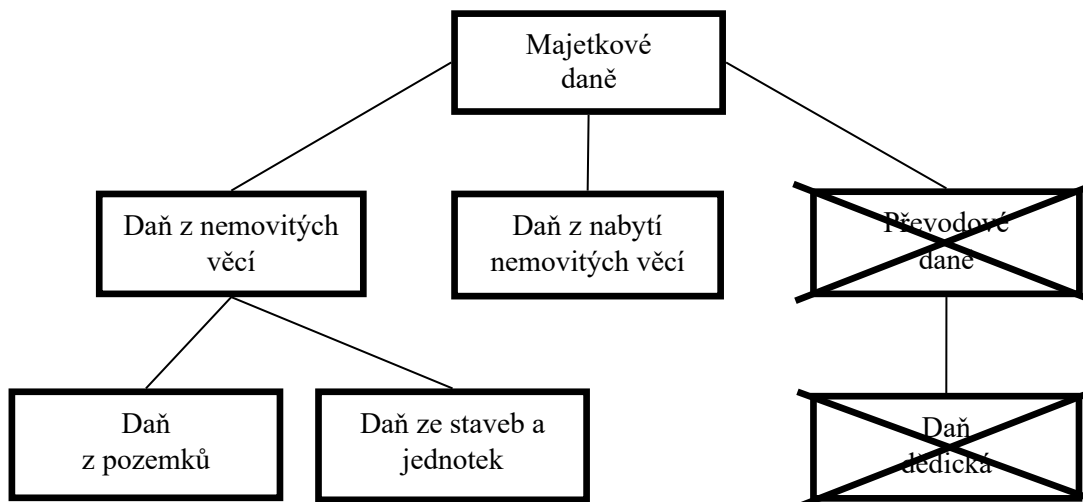 Majetkové
daně
Daň z nemovitých
věcí
Daň z nabytí
nemovitých věcí
Převodové
daně
Daň
z pozemků
Daň ze staveb a
jednotek
Daň
dědická